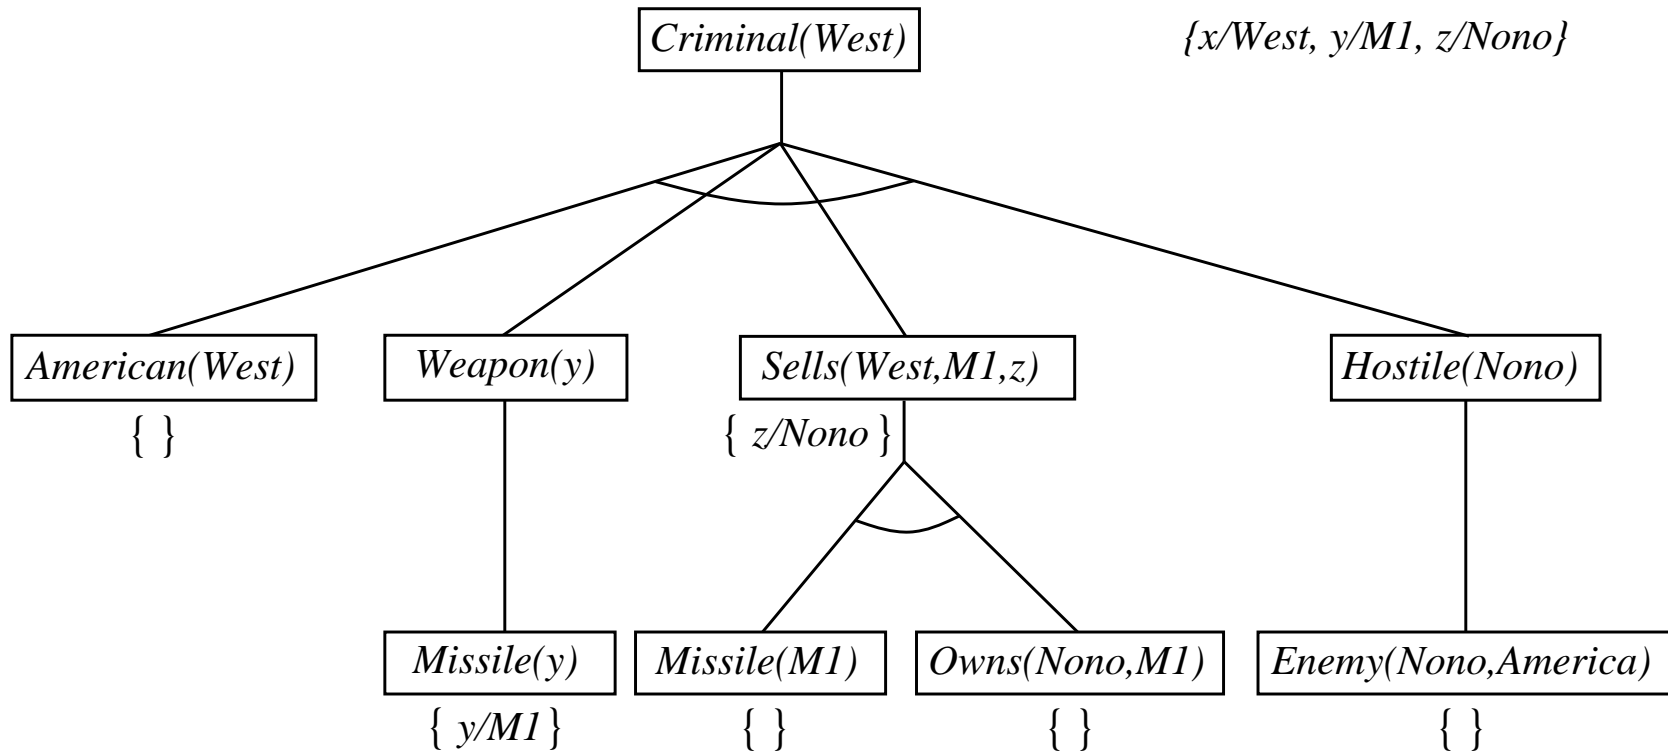 Criminal(West)
{x/West, y/M1, z/Nono}
American(West)
Weapon(y)
Sells(West,M1,z)
Hostile(Nono)
{ }
{ z/Nono }
Missile(y)
Missile(M1)
Owns(Nono,M1)
Enemy(Nono,America)
{ y/M1 }
{ }
{ }
{ }